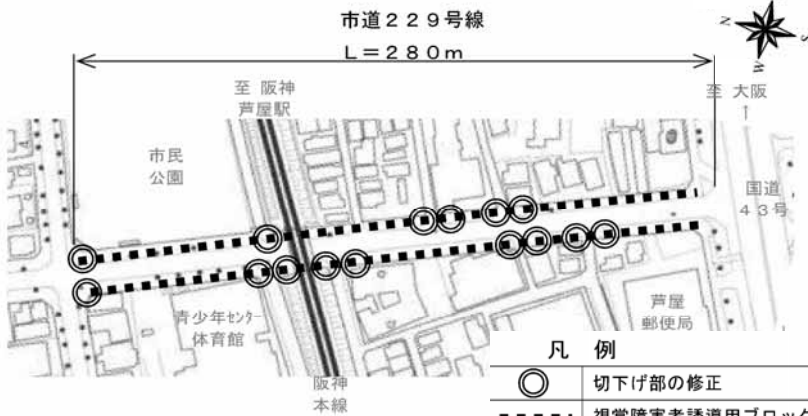 市道２２９号線
Ｌ＝２８０ｍ
N
S
W
至 阪神
芦屋駅
至 大阪
↑
市民
公園
国道
４３号
青少年センター
体育館
芦屋
郵便局
阪神
本線
凡 例
切下げ部の修正
視覚障害者誘導用ブロック